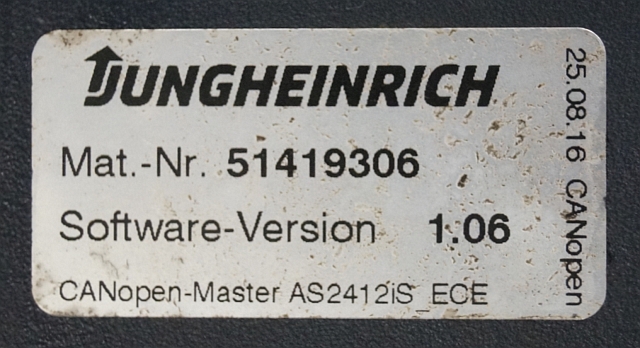 JUNGHEINRICH
Mat.-Nr. 51419306
Software-Version 1.06
CANopen-Master AS2412iS_ECE
25.08.16 CANopen